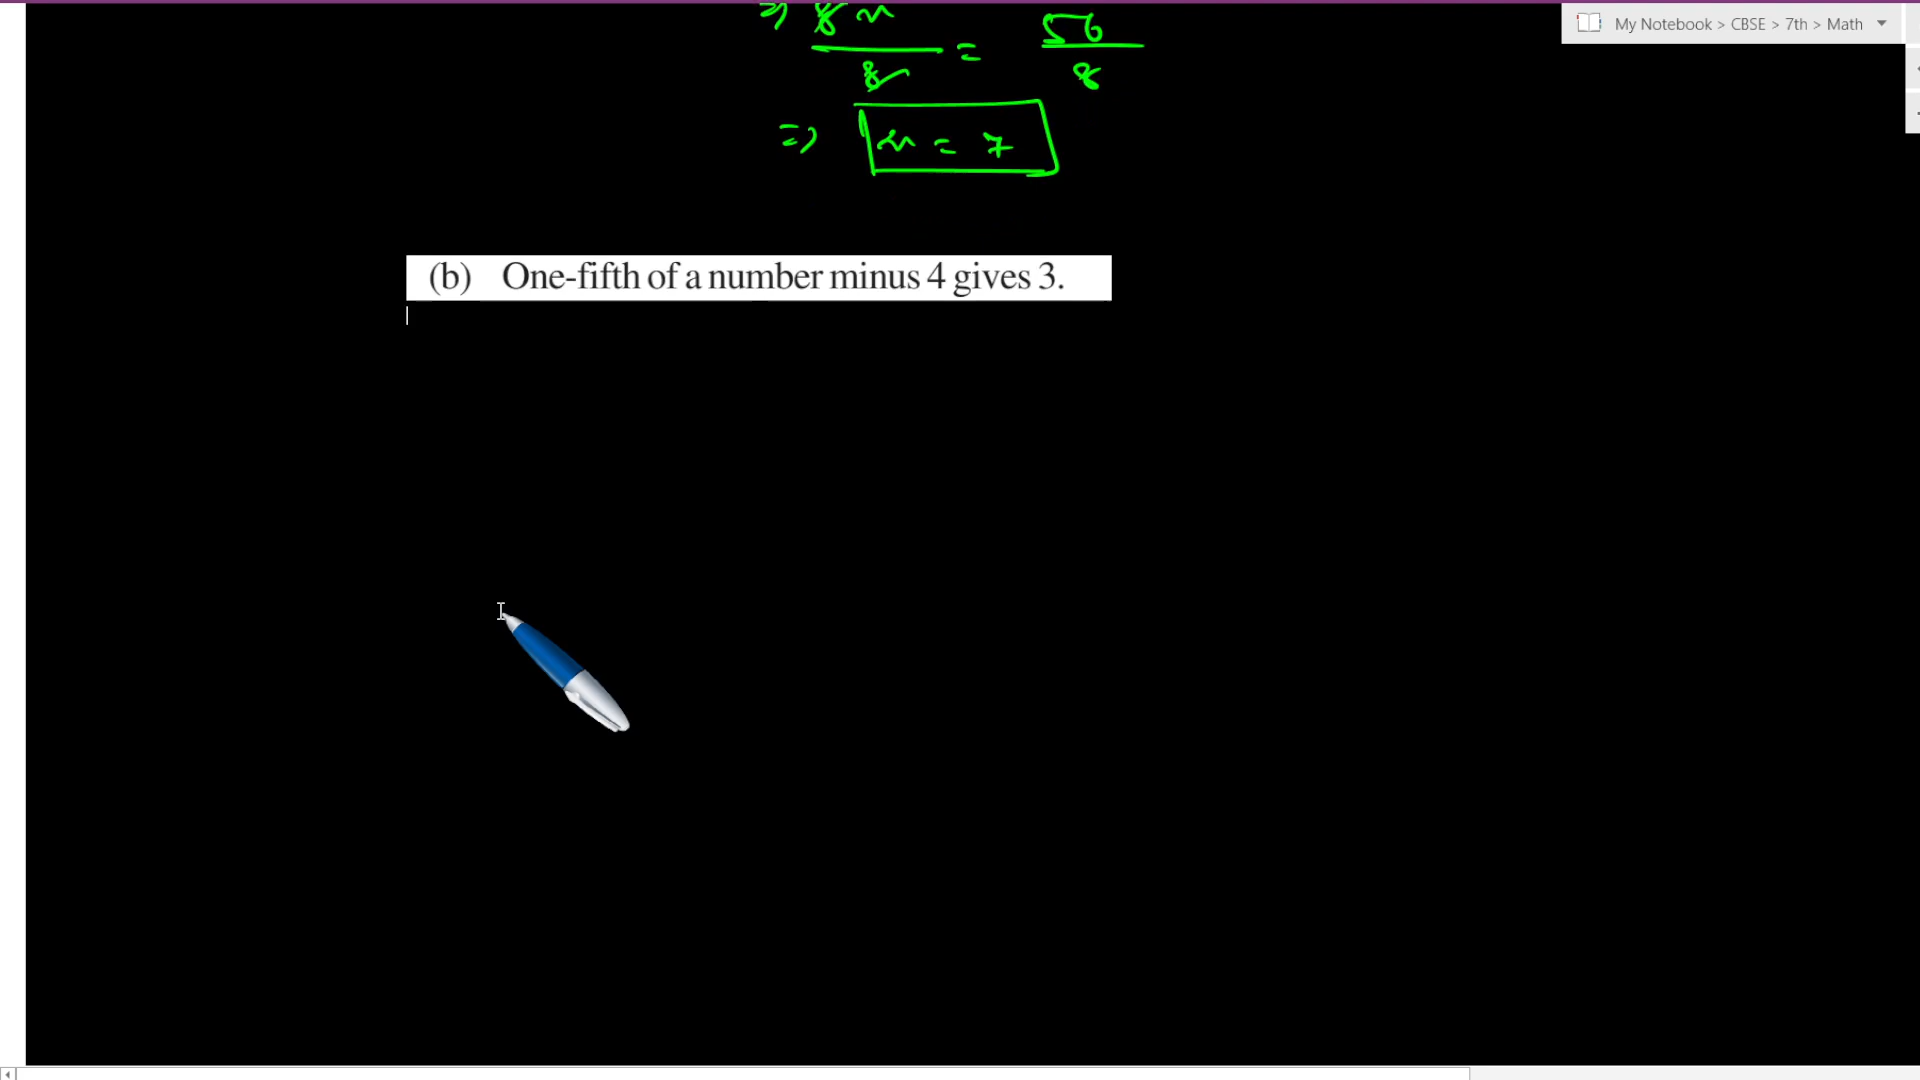 My Notebook > CBSE > 7th > Math
=> 8x/8 = 56/8
=> x = 7
(b) One-fifth of a number minus 4 gives 3.